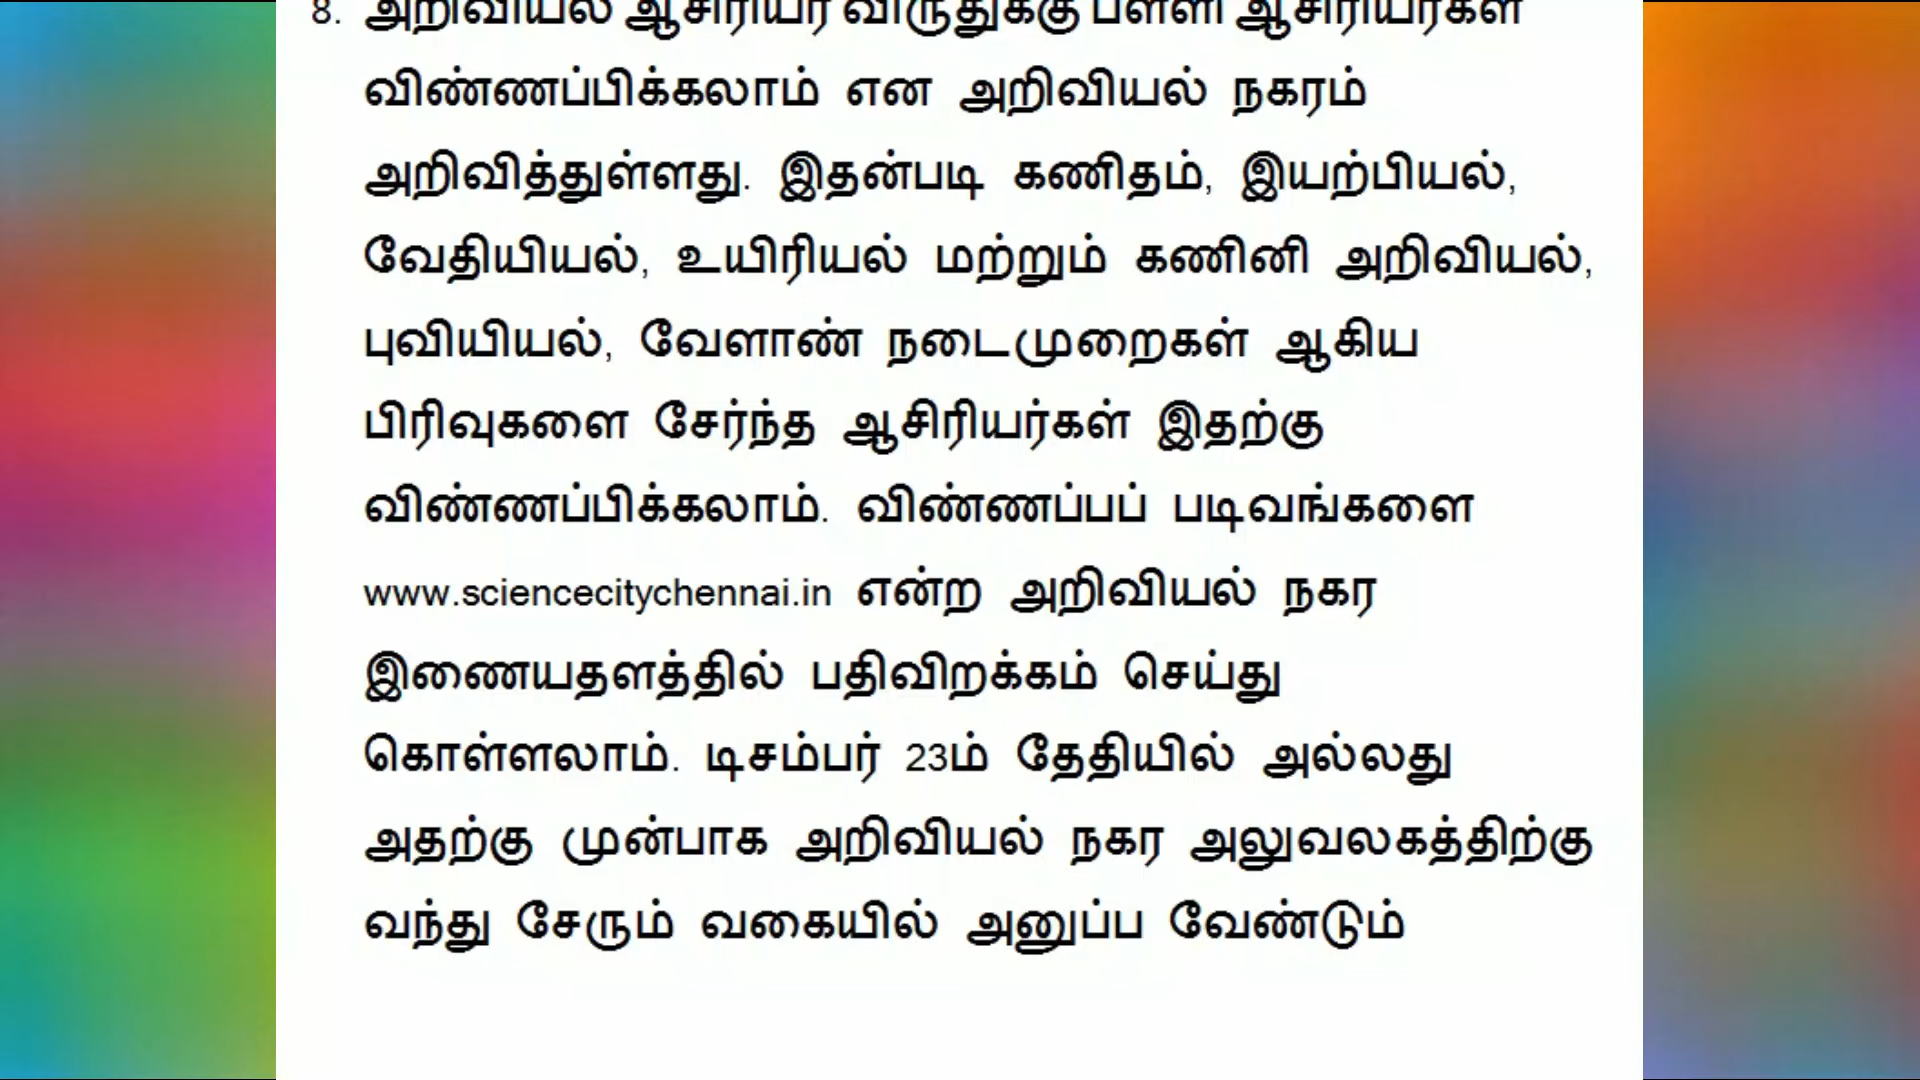 8. அறிவியல் ஆசிரியர் விருதுக்கு பள்ளி ஆசிரியர்கள்
விண்ணப்பிக்கலாம் என அறிவியல் நகரம்
அறிவித்துள்ளது. இதன்படி கணிதம், இயற்பியல்,
வேதியியல், உயிரியல் மற்றும் கணினி அறிவியல்,
புவியியல், வேளாண் நடைமுறைகள் ஆகிய
பிரிவுகளை சேர்ந்த ஆசிரியர்கள் இதற்கு
விண்ணப்பிக்கலாம். விண்ணப்பப் படிவங்களை
www.sciencecitychennai.in என்ற அறிவியல் நகர
இணையதளத்தில் பதிவிறக்கம் செய்து
கொள்ளலாம். டிசம்பர் 23ம் தேதியில் அல்லது
அதற்கு முன்பாக அறிவியல் நகர அலுவலகத்திற்கு
வந்து சேரும் வகையில் அனுப்ப வேண்டும்